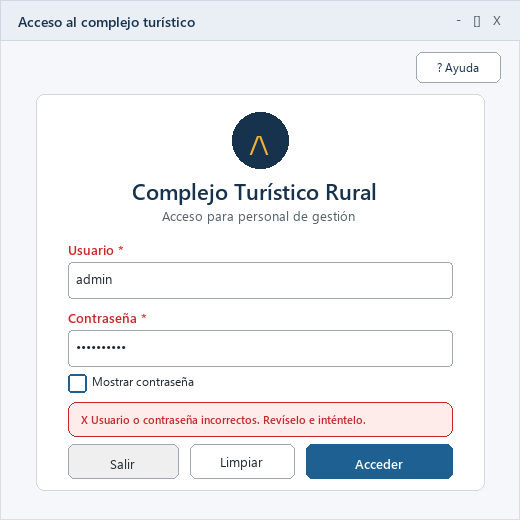 Acceso al complejo turístico
- [] X
? Ayuda
Λ
Complejo Turístico Rural
Acceso para personal de gestión
Usuario *
admin
Contraseña *
••••••••••
Mostrar contraseña
X Usuario o contraseña incorrectos. Revíselo e inténtelo.
Salir Limpiar Acceder